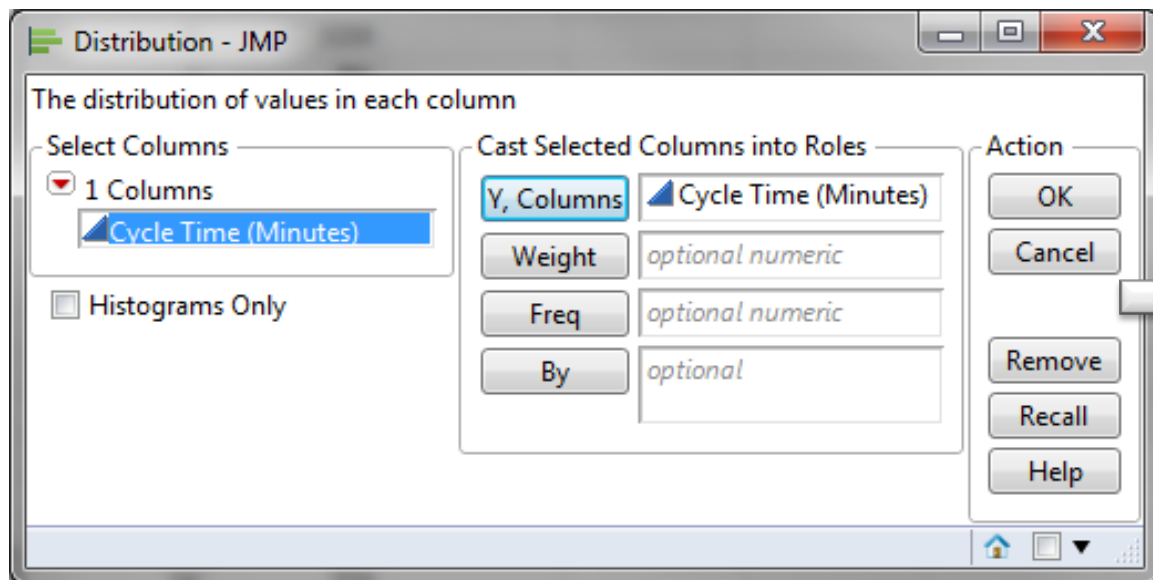 Distribution - JMP
The distribution of values in each column
Select Columns
1 Columns
Cycle Time (Minutes)
Histograms Only
Cast Selected Columns into Roles
Y, Columns
Cycle Time (Minutes)
Weight
optional numeric
Freq
optional numeric
By
optional
Action
OK
Cancel
Remove
Recall
Help